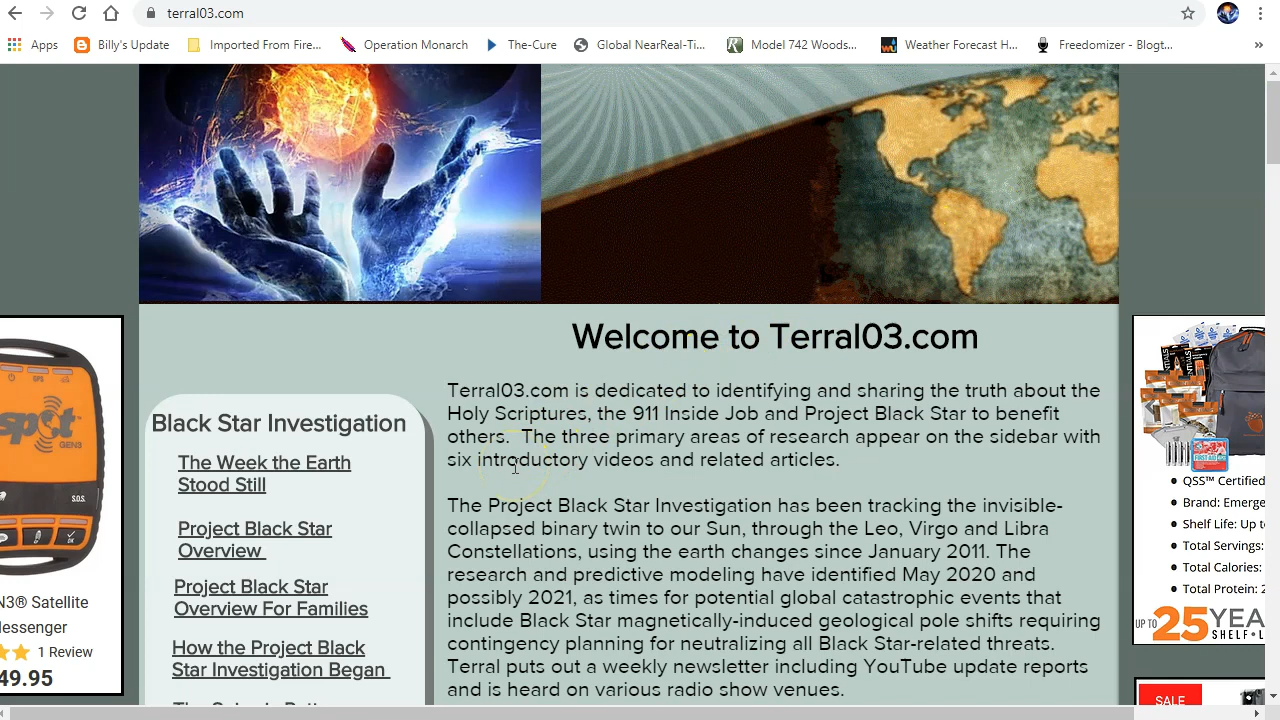 terral03.com
Apps
Billy's Update
Imported From Fire...
Operation Monarch
The-Cure
Global NearReal-Ti...
Model 742 Woods...
Weather Forecast H...
Freedomizer - Blogt...
»
Welcome to Terral03.com
Terral03.com is dedicated to identifying and sharing the truth about the
Holy Scriptures, the 911 Inside Job and Project Black Star to benefit
others.  The three primary areas of research appear on the sidebar with
six introductory videos and related articles.
The Project Black Star Investigation has been tracking the invisible-
collapsed binary twin to our Sun, through the Leo, Virgo and Libra
Constellations, using the earth changes since January 2011. The
research and predictive modeling have identified May 2020 and
possibly 2021, as times for potential global catastrophic events that
include Black Star magnetically-induced geological pole shifts requiring
contingency planning for neutralizing all Black Star-related threats.
Terral puts out a weekly newsletter including YouTube update reports
and is heard on various radio show venues.
Black Star Investigation
The Week the Earth
Stood Still
Project Black Star
Overview
Project Black Star
Overview For Families
How the Project Black
Star Investigation Began
spot
GEN3
S.O.S.
N3® Satellite
Messenger
1 Review
49.95
QSS™ Certified
Brand: Emerge
Shelf Life: Up to
Total Servings:
Total Calories:
Total Protein: 2
UP TO 25 YEA
SHELF•L
SALE